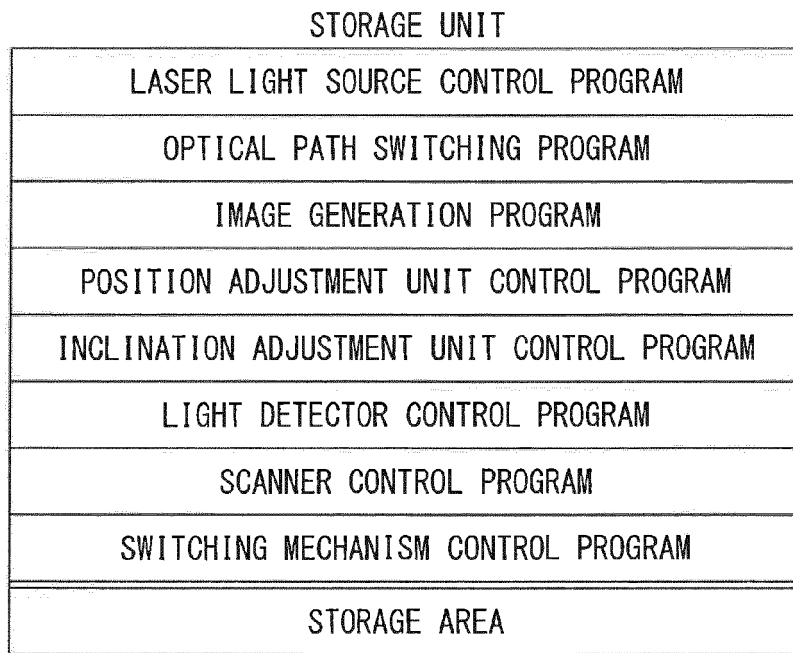 STORAGE UNIT
LASER LIGHT SOURCE CONTROL PROGRAM
OPTICAL PATH SWITCHING PROGRAM
IMAGE GENERATION PROGRAM
POSITION ADJUSTMENT UNIT CONTROL PROGRAM
INCLINATION ADJUSTMENT UNIT CONTROL PROGRAM
LIGHT DETECTOR CONTROL PROGRAM
SCANNER CONTROL PROGRAM
SWITCHING MECHANISM CONTROL PROGRAM
STORAGE AREA